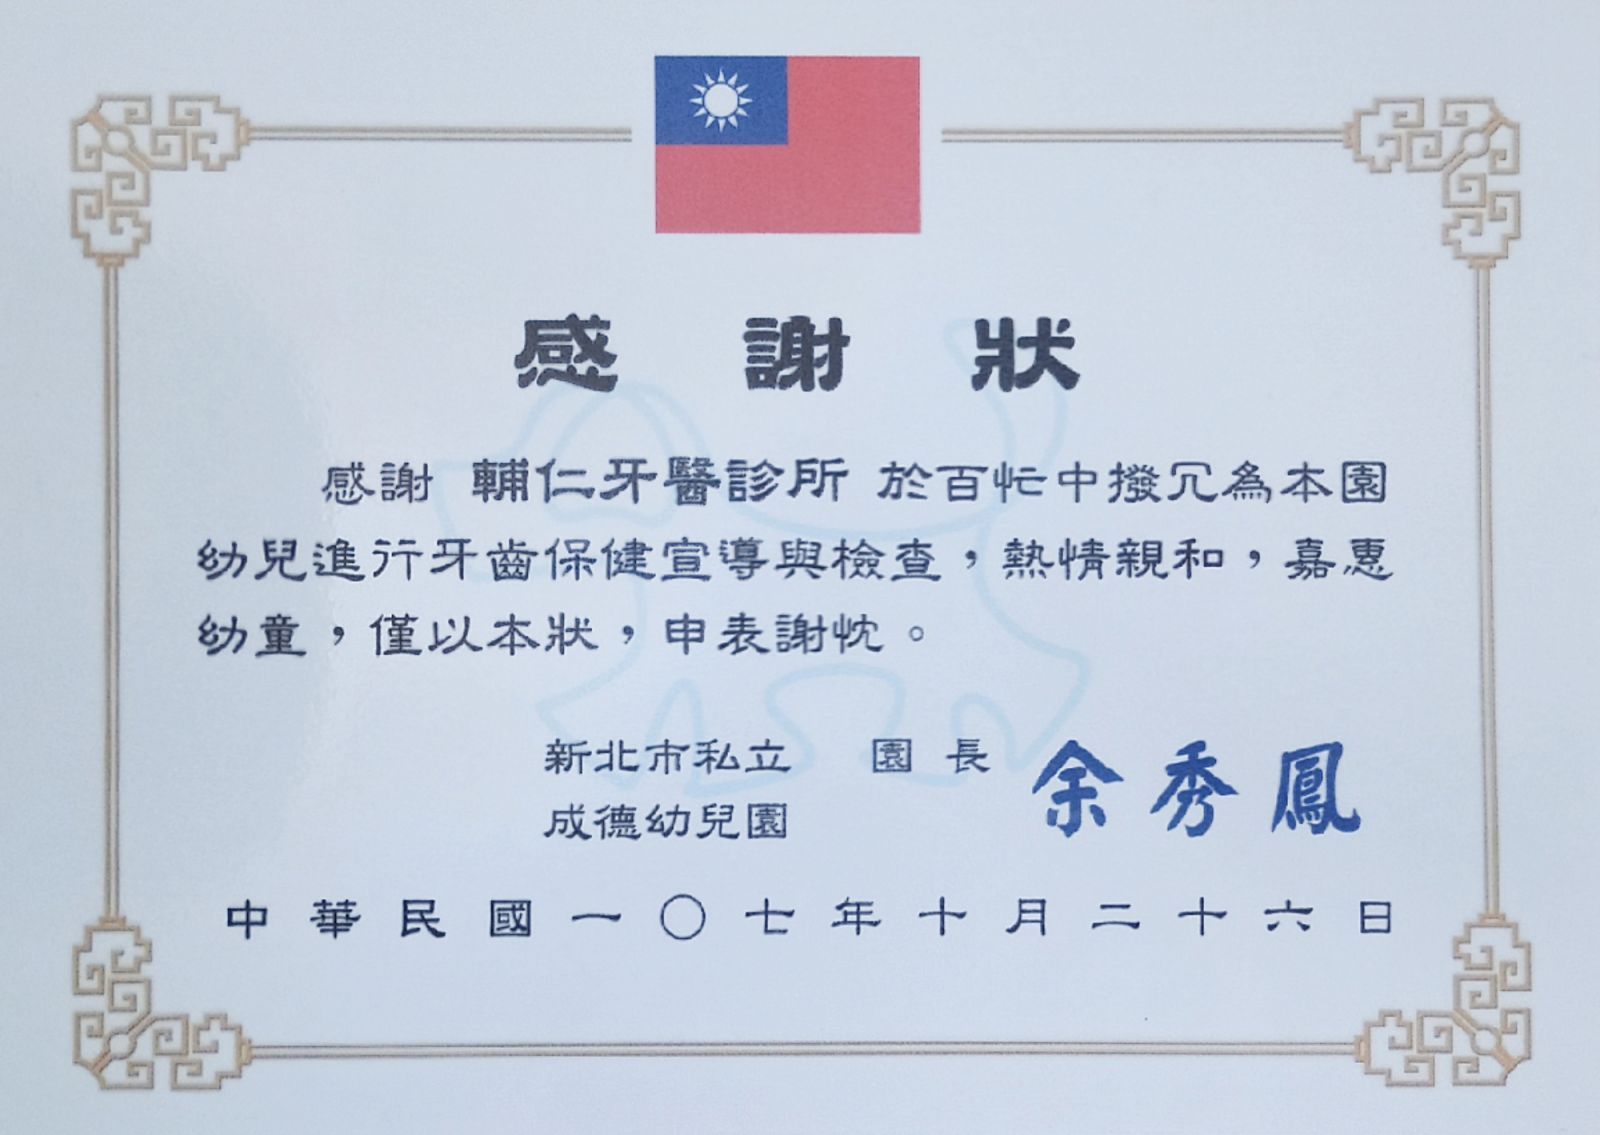 感謝狀
感謝 輔仁牙醫診所 於百忙中撥冗為本園
幼兒進行牙齒保健宣導與檢查，熱情親和，嘉惠
幼童，僅以本狀，申表謝忱。
新北市私立 園長 余秀鳳
成德幼兒園
中華民國一〇七年十月二十六日